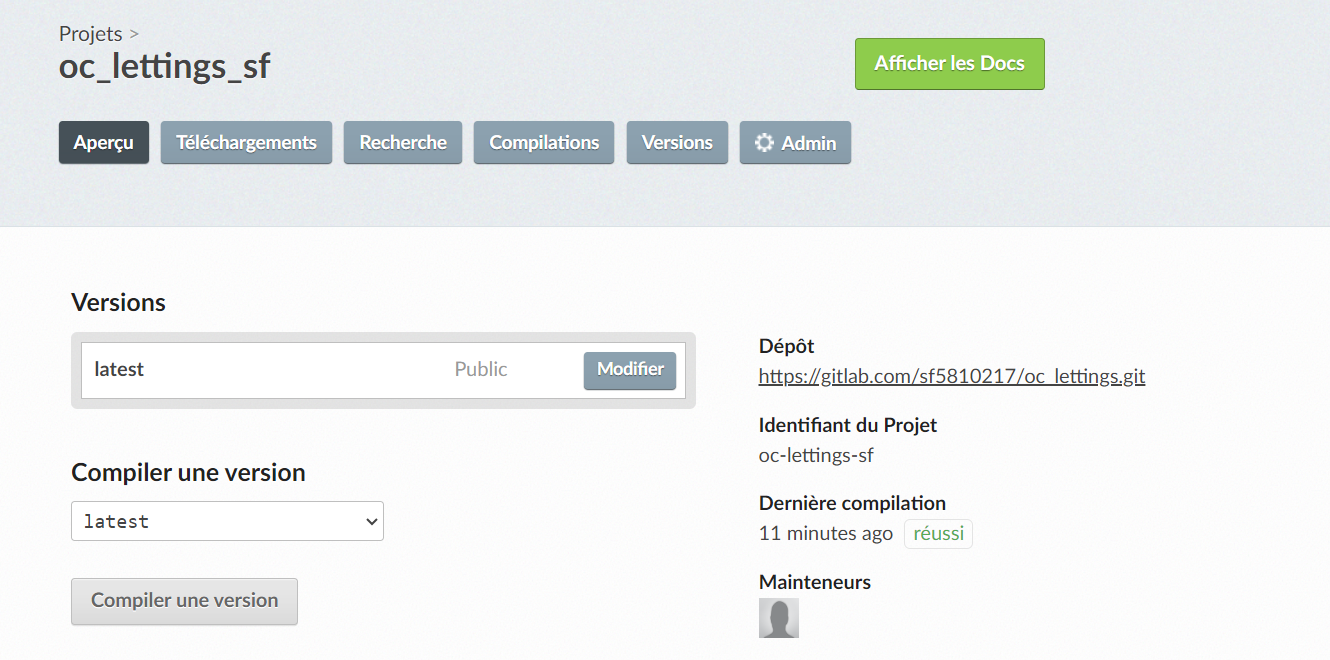 Projets >
oc_lettings_sf
Afficher les Docs
Aperçu
Téléchargements
Recherche
Compilations
Versions
Admin
Versions
latest
Public
Modifier
Compiler une version
latest
Compiler une version
Dépôt
https://gitlab.com/sf5810217/oc_lettings.git
Identifiant du Projet
oc-lettings-sf
Dernière compilation
11 minutes ago réussi
Mainteneurs